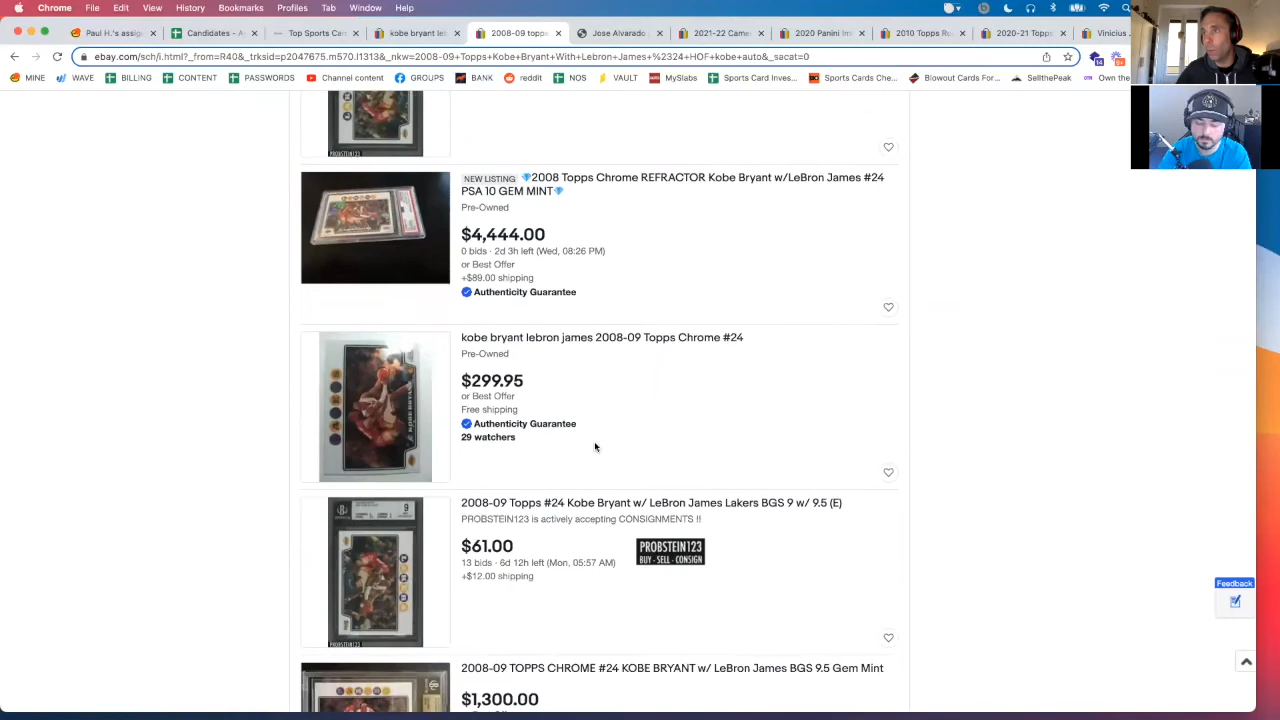 Chrome File Edit View History Bookmarks Profiles Tab Window Help
Paul H.'s assig
Candidates - A
Top Sports Car
kobe bryant le
2008-09 topps
Jose Alvarado
2021-22 Cam
2020 Panini Im
2010 Topps Ro
2020-21 Topps
Vinicius
ebay.com/sch/i.html?_from=R40&_trksid=p2047675.m570.l1313&_nkw=2008-09+Topps+Kobe+Bryant+With+Lebron+James+%2324+HOF+kobe+auto&_sacat=0
MINE WAVE BILLING CONTENT PASSWORDS Channel content GROUPS BANK reddit NOS VAULT MySlabs Sports Card Inves... Sports Cards Che... Blowout Cards For... SellthePeak Own the
PROBSTEIN123
NEW LISTING 2008 Topps Chrome REFRACTOR Kobe Bryant w/LeBron James #24
PSA 10 GEM MINT
Pre-Owned
$4,444.00
0 bids · 2d 3h left (Wed, 08:26 PM)
or Best Offer
+$89.00 shipping
Authenticity Guarantee
kobe bryant lebron james 2008-09 Topps Chrome #24
Pre-Owned
$299.95
or Best Offer
Free shipping
Authenticity Guarantee
29 watchers
2008-09 Topps #24 Kobe Bryant w/ LeBron James Lakers BGS 9 w/ 9.5 (E)
PROBSTEIN123 is actively accepting CONSIGNMENTS !!
$61.00
13 bids · 6d 12h left (Mon, 05:57 AM)
+$12.00 shipping
PROBSTEIN123
BUY - SELL - CONSIGN
9
PROBSTEIN123
Feedback
2008-09 TOPPS CHROME #24 KOBE BRYANT w/ LeBron James BGS 9.5 Gem Mint
$1,300.00